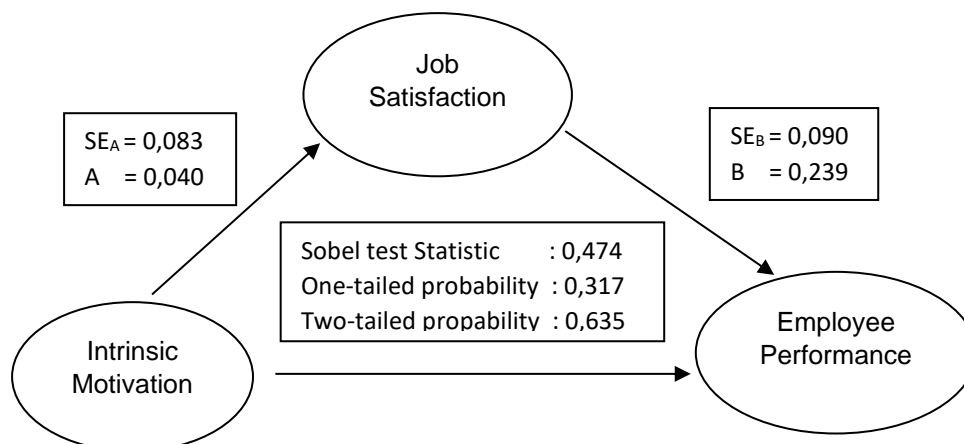 Job
Satisfaction
SEA = 0,083
A = 0,040
SEB = 0,090
B = 0,239
Sobel test Statistic : 0,474
One-tailed probability : 0,317
Two-tailed propability : 0,635
Intrinsic
Motivation
Employee
Performance